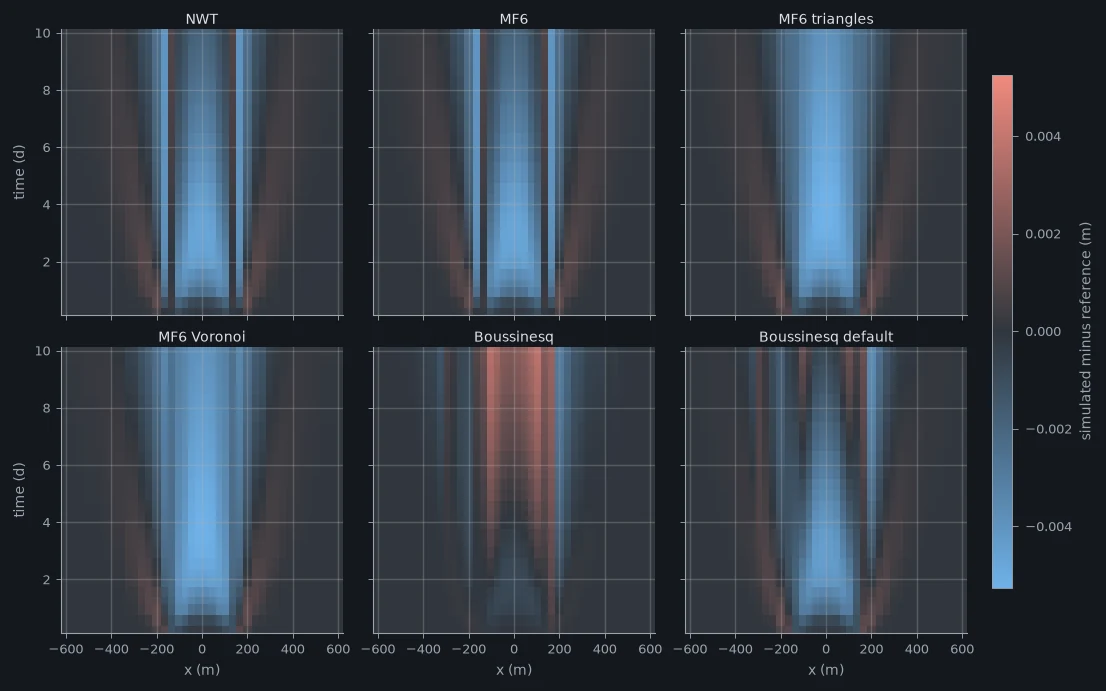 NWT
MF6
MF6 triangles
10
8
6
4
2
time (d)
0.004
0.002
0.000
−0.002
−0.004
simulated minus reference (m)
MF6 Voronoi
Boussinesq
Boussinesq default
10
8
6
4
2
time (d)
−600 −400 −200 0 200 400 600
−600 −400 −200 0 200 400 600
−600 −400 −200 0 200 400 600
x (m)
x (m)
x (m)